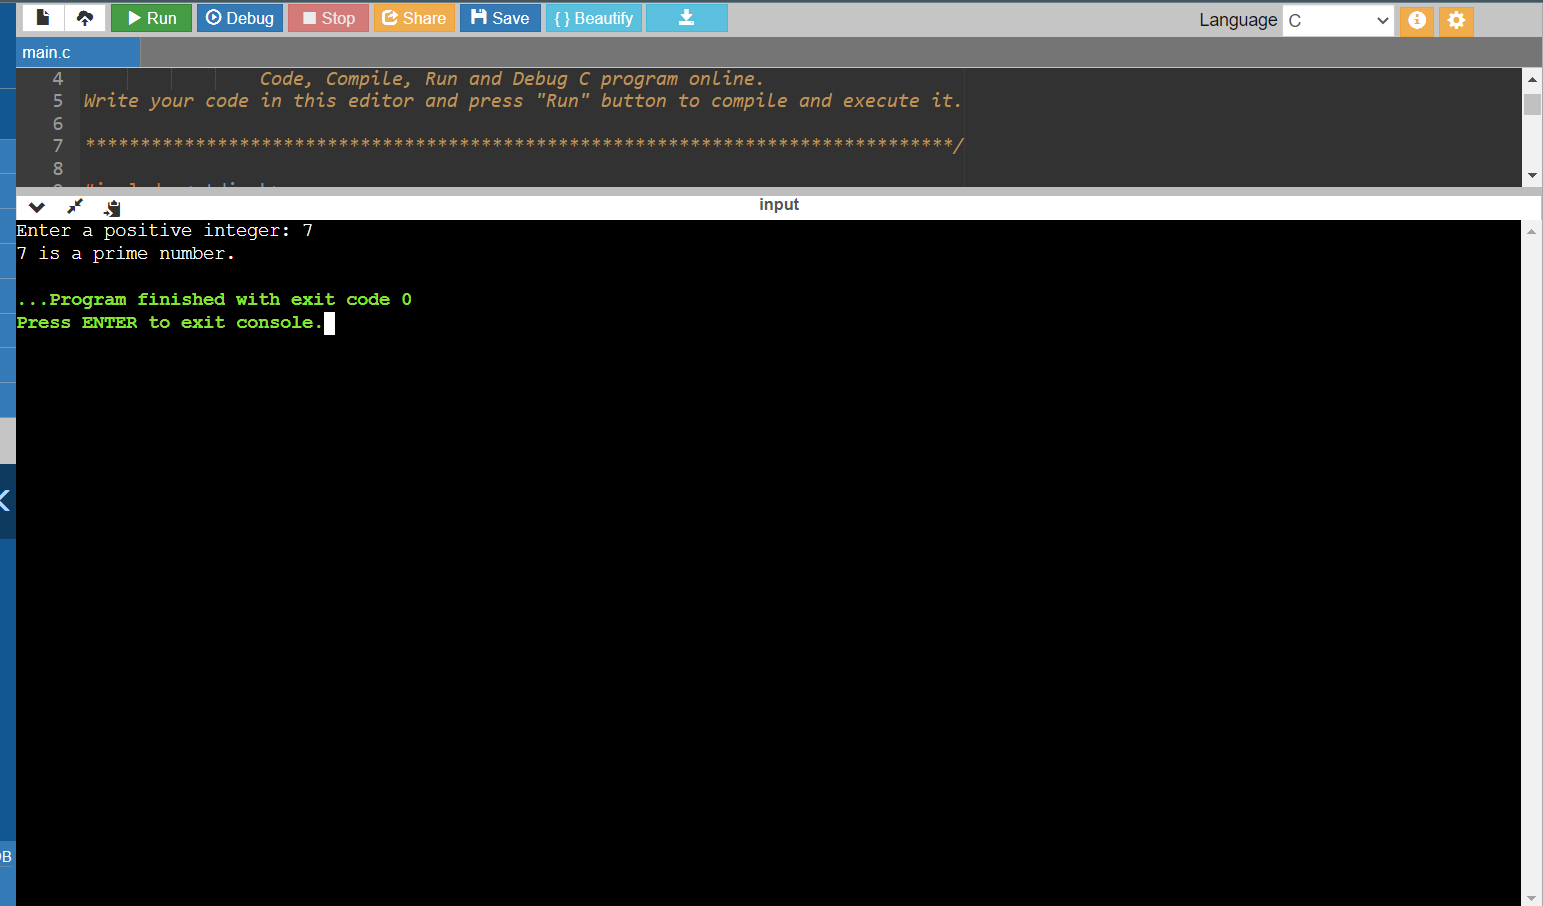 Run Debug Stop Share Save { } Beautify
Language C
main.c
4 Code, Compile, Run and Debug C program online.
5 Write your code in this editor and press "Run" button to compile and execute it.
6
7 *******************************************************************************/
8
input
Enter a positive integer: 7
7 is a prime number.
...Program finished with exit code 0
Press ENTER to exit console.